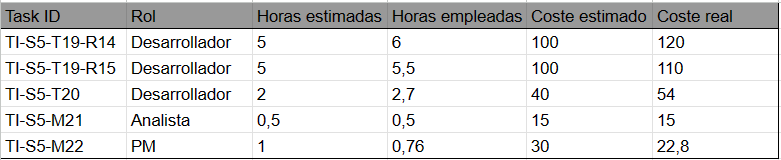 Task ID Rol Horas estimadas Horas empleadas Coste estimado Coste real
TI-S5-T19-R14 Desarrollador 5 6 100 120
TI-S5-T19-R15 Desarrollador 5 5,5 100 110
TI-S5-T20 Desarrollador 2 2,7 40 54
TI-S5-M21 Analista 0,5 0,5 15 15
TI-S5-M22 PM 1 0,76 30 22,8